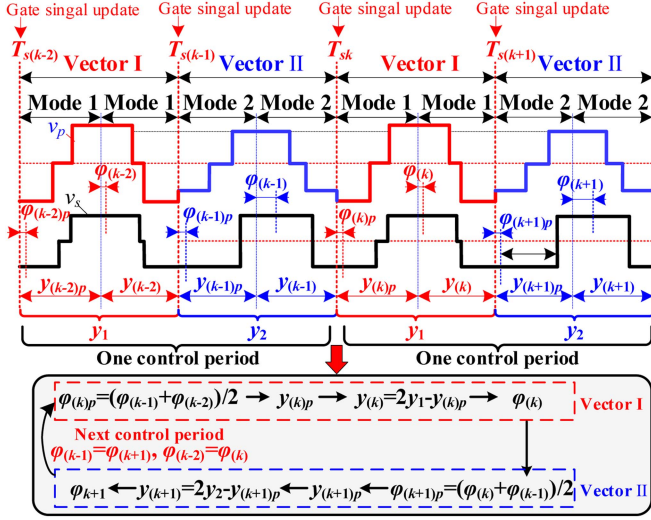 Gate singal update Gate singal update Gate singal update Gate singal update
Ts(k-2) Ts(k-1) Tsk Ts(k+1)
Vector I Vector II Vector I Vector II
Mode 1 Mode 1 Mode 2 Mode 2 Mode 1 Mode 1 Mode 2 Mode 2
vp
φ(k-2) φ(k-1) φ(k) φ(k+1)
vs
φ(k-2)p φ(k-1)p φ(k)p φ(k+1)p
y(k-2)p y(k-2) y(k-1)p y(k-1) y(k)p y(k) y(k+1)p y(k+1)
y1 y2 y1 y2
One control period One control period
φ(k)p=(φ(k-1)+φ(k-2))/2 → y(k)p → y(k)=2y1-y(k)p → φ(k)
Vector I
Next control period
φ(k-1)=φ(k+1), φ(k-2)=φ(k)
φk+1 ← y(k+1)=2y2-y(k+1)p ← y(k+1)p ← φ(k+1)p=(φ(k)+φ(k-1))/2
Vector II